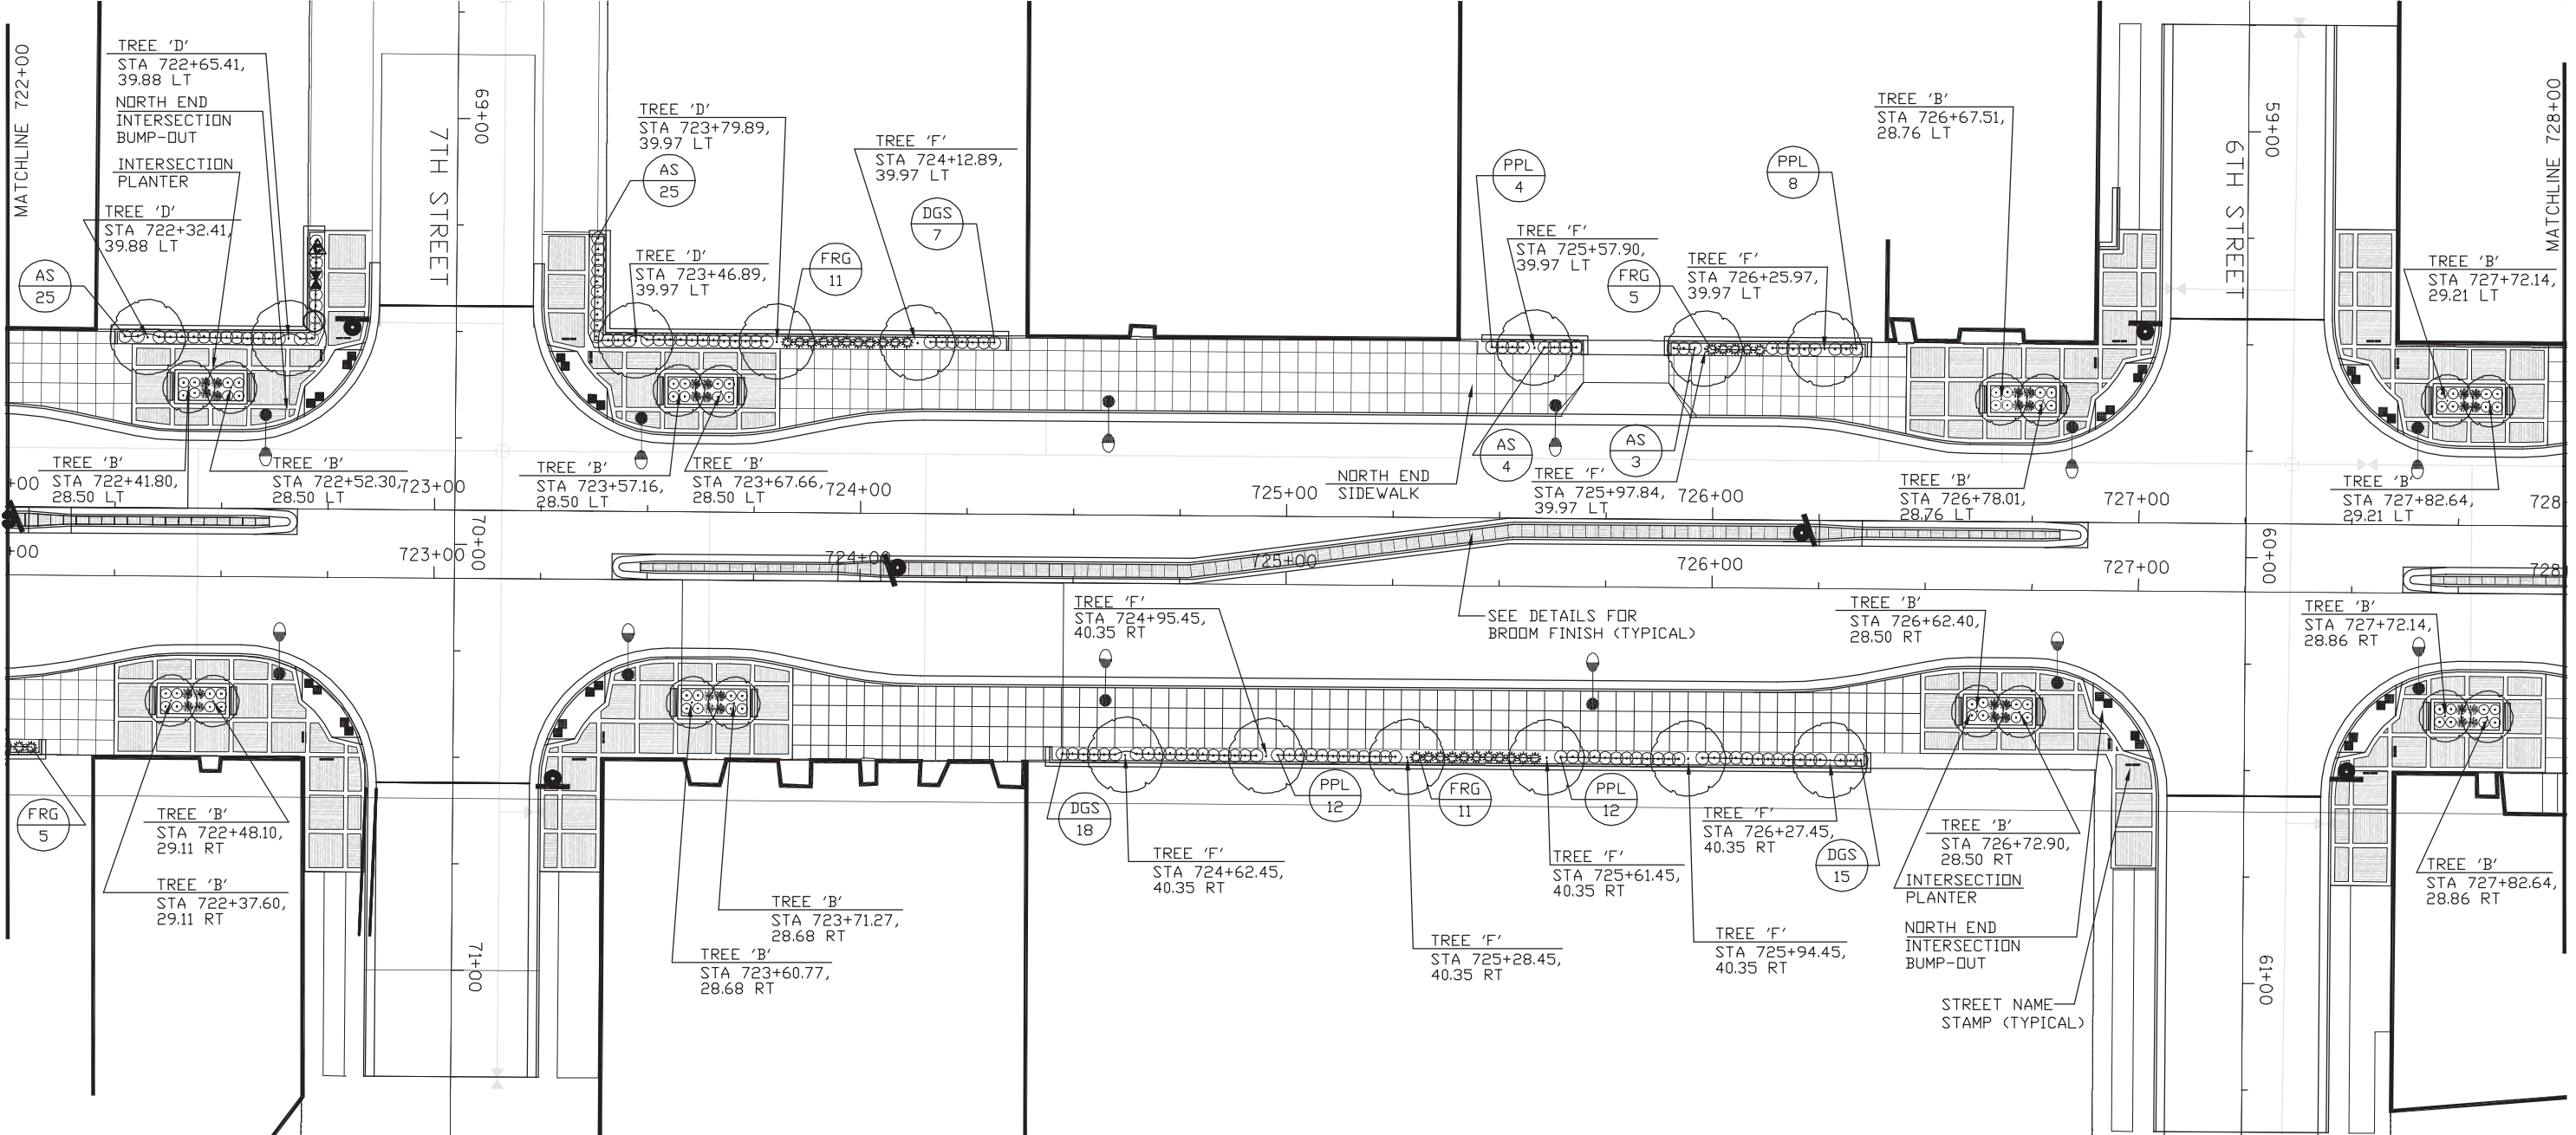 MATCHLINE 722+00
TREE 'D'
STA 722+65.41,
39.88 LT
NORTH END
INTERSECTION
BUMP-OUT
INTERSECTION
PLANTER
TREE 'D'
STA 722+32.41,
39.88 LT
AS
25
7TH STREET
69+00
TREE 'D'
STA 723+79.89,
39.97 LT
AS
25
TREE 'F'
STA 724+12.89,
39.97 LT
DGS
7
TREE 'D'
STA 723+46.89,
39.97 LT
FRG
11
PPL
4
TREE 'F'
STA 725+57.90,
39.97 LT
FRG
5
PPL
8
TREE 'F'
STA 726+25.97,
39.97 LT
TREE 'B'
STA 726+67.51,
28.76 LT
6TH STREET
59+00
MATCHLINE 728+00
TREE 'B'
STA 727+72.14,
29.21 LT
TREE 'B'
STA 722+41.80,
28.50 LT
TREE 'B'
STA 722+52.30,
28.50 LT
TREE 'B'
STA 723+57.16,
28.50 LT
TREE 'B'
STA 723+67.66,
28.50 LT
NORTH END
SIDEWALK
AS
4
AS
3
TREE 'F'
STA 725+97.84,
39.97 LT
TREE 'B'
STA 726+78.01,
28.76 LT
TREE 'B'
STA 727+82.64,
29.21 LT
+00
723+00
724+00
725+00
726+00
727+00
728
70+00
60+00
+00
723+00
724+00
725+00
726+00
727+00
728
TREE 'F'
STA 724+95.45,
40.35 RT
SEE DETAILS FOR
BROOM FINISH (TYPICAL)
TREE 'B'
STA 726+62.40,
28.50 RT
TREE 'B'
STA 727+72.14,
28.86 RT
FRG
5
TREE 'B'
STA 722+48.10,
29.11 RT
TREE 'B'
STA 722+37.60,
29.11 RT
TREE 'B'
STA 723+71.27,
28.68 RT
TREE 'B'
STA 723+60.77,
28.68 RT
71+00
DGS
18
PPL
12
FRG
11
PPL
12
TREE 'F'
STA 726+27.45,
40.35 RT
DGS
15
TREE 'F'
STA 724+62.45,
40.35 RT
TREE 'F'
STA 725+61.45,
40.35 RT
TREE 'F'
STA 725+28.45,
40.35 RT
TREE 'F'
STA 725+94.45,
40.35 RT
TREE 'B'
STA 726+72.90,
28.50 RT
INTERSECTION
PLANTER
NORTH END
INTERSECTION
BUMP-OUT
STREET NAME
STAMP (TYPICAL)
61+00
TREE 'B'
STA 727+82.64,
28.86 RT